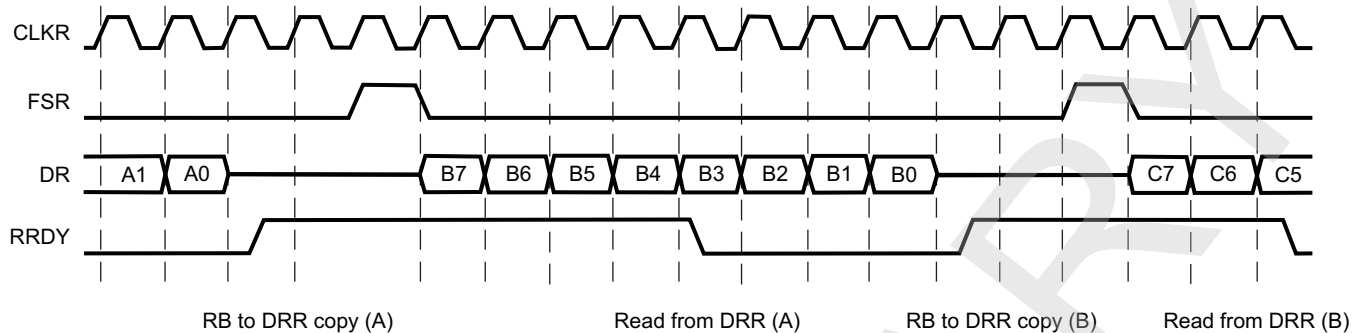 CLKR
FSR
DR A1 A0 B7 B6 B5 B4 B3 B2 B1 B0 C7 C6 C5
RRDY
RB to DRR copy (A) Read from DRR (A) RB to DRR copy (B) Read from DRR (B)